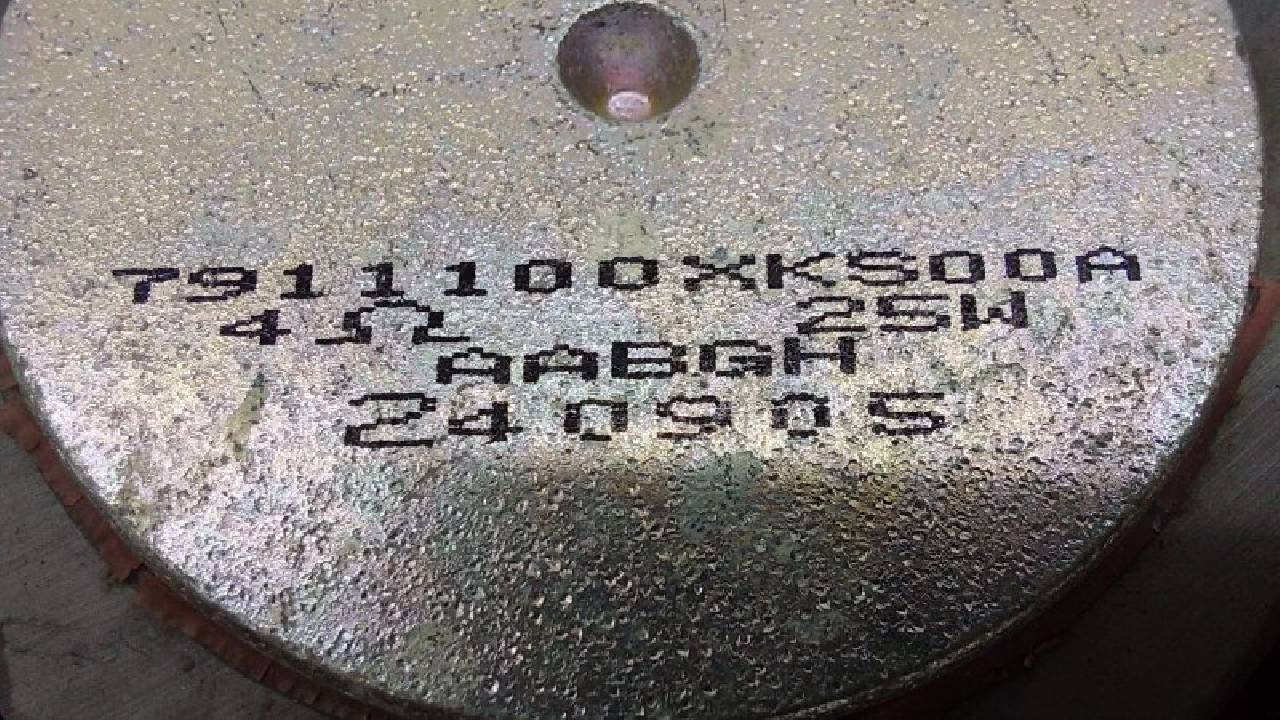 7911100XKS00A
4Ω 25W
AABGH
240905